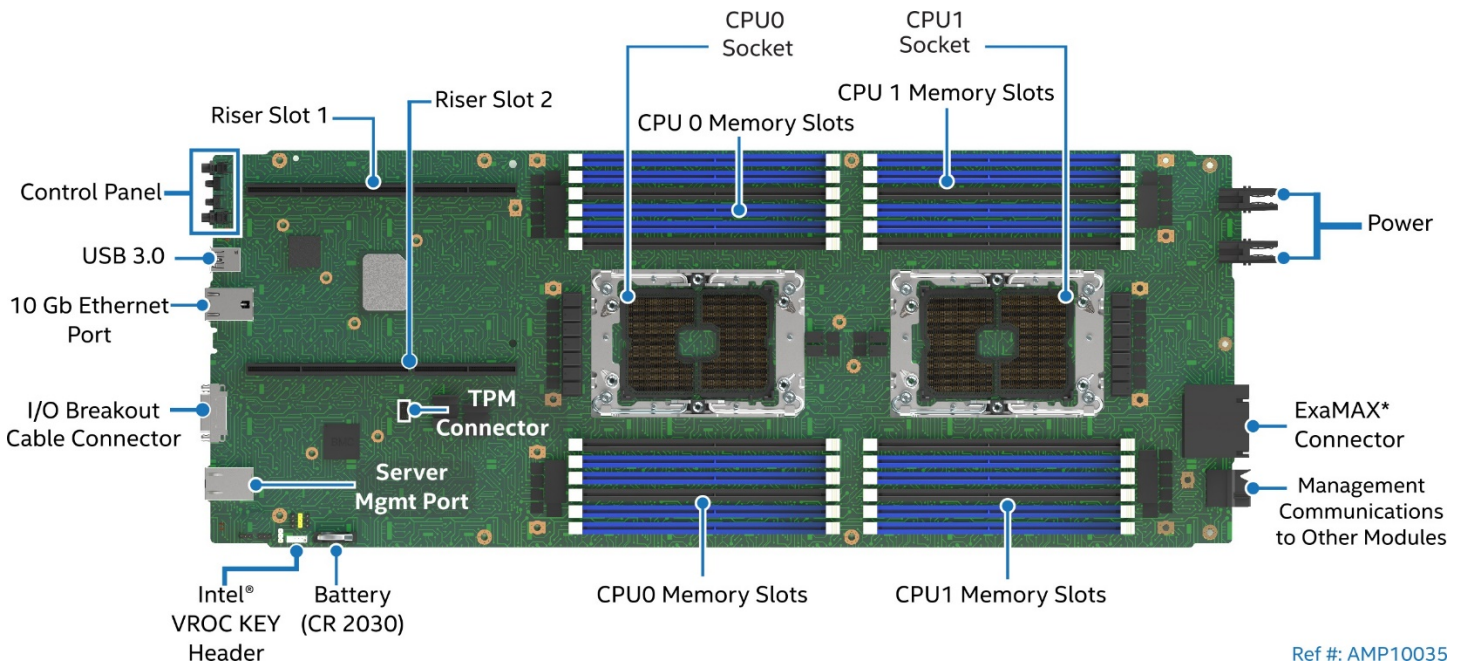 CPU0
Socket
CPU1
Socket
Riser Slot 1
Riser Slot 2
CPU 0 Memory Slots
CPU 1 Memory Slots
Control Panel
Power
USB 3.0
10 Gb Ethernet
Port
I/O Breakout
Cable Connector
TPM
Connector
Server
Mgmt Port
ExaMAX*
Connector
Management
Communications
to Other Modules
Intel®
VROC KEY
Header
Battery
(CR 2030)
CPU0 Memory Slots
CPU1 Memory Slots
Ref #: AMP10035